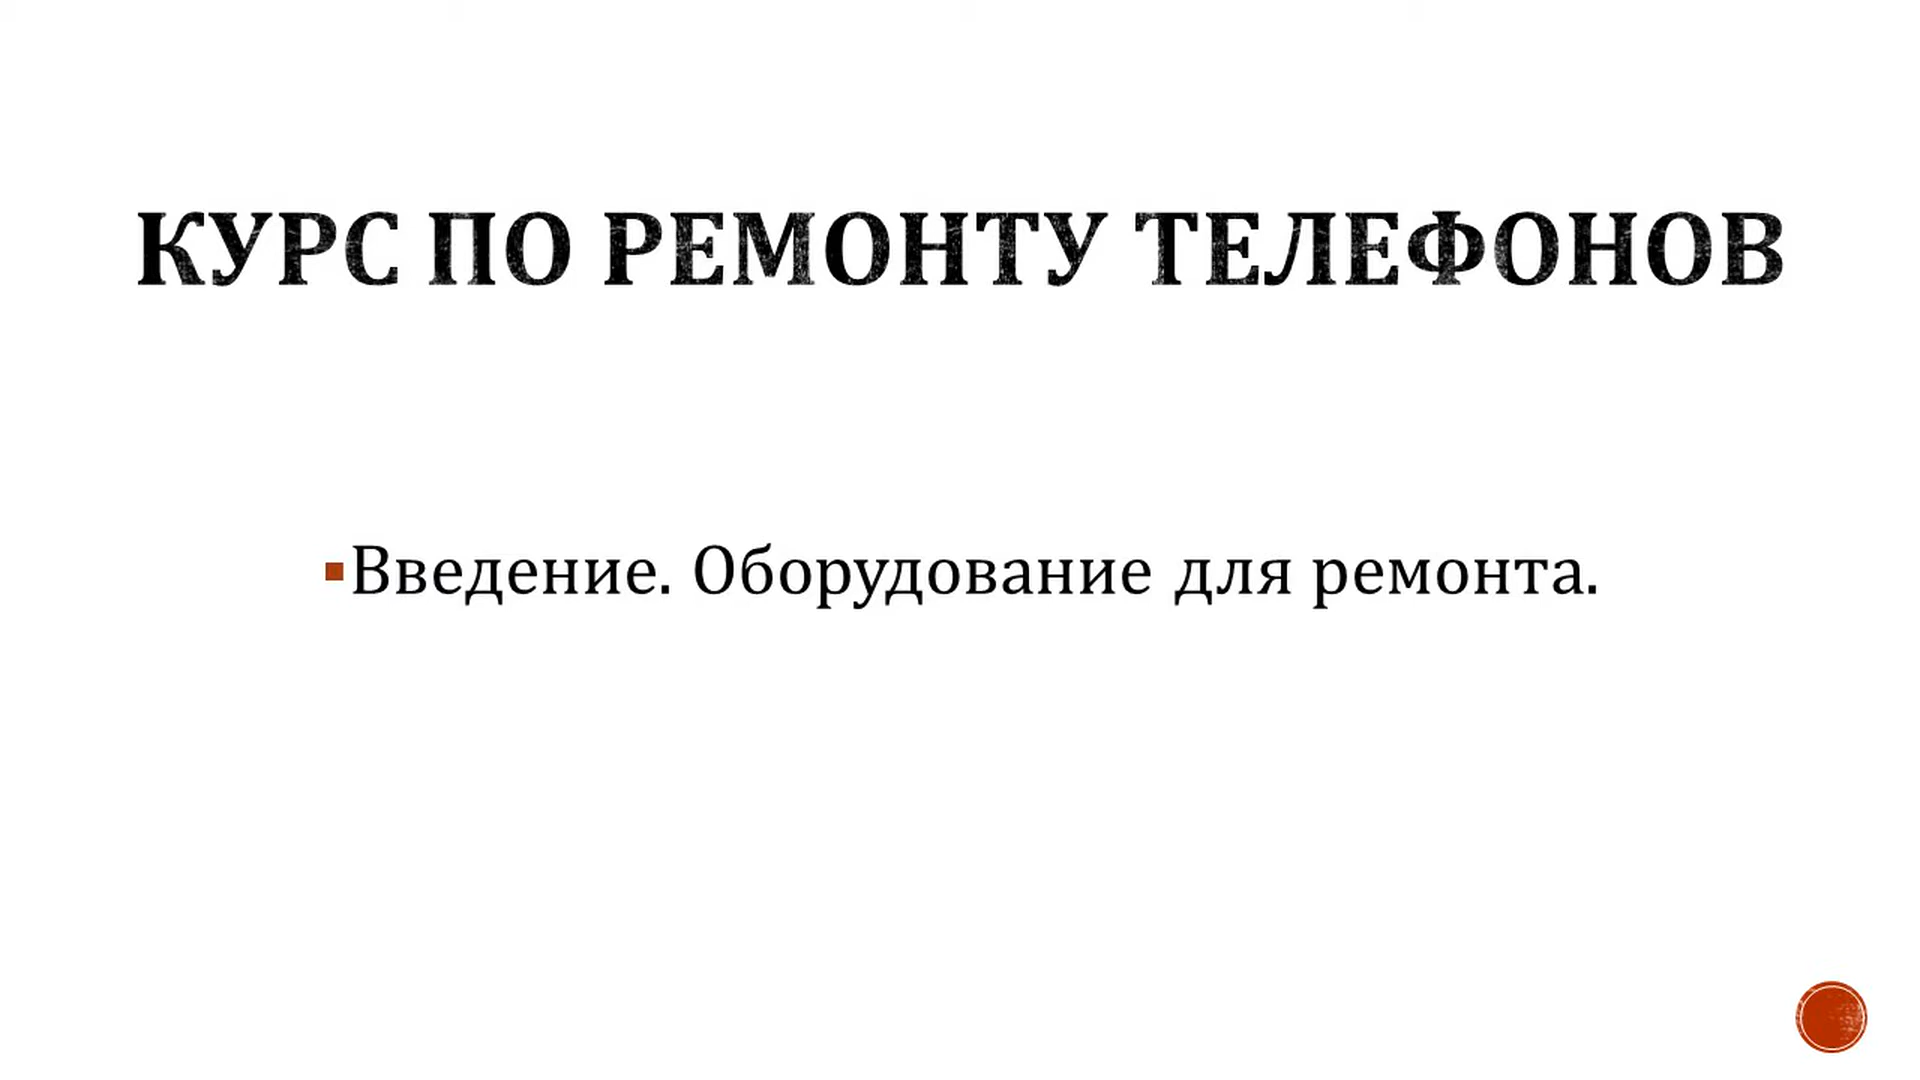 КУРС ПО РЕМОНТУ ТЕЛЕФОНОВ
▪Введение. Оборудование для ремонта.